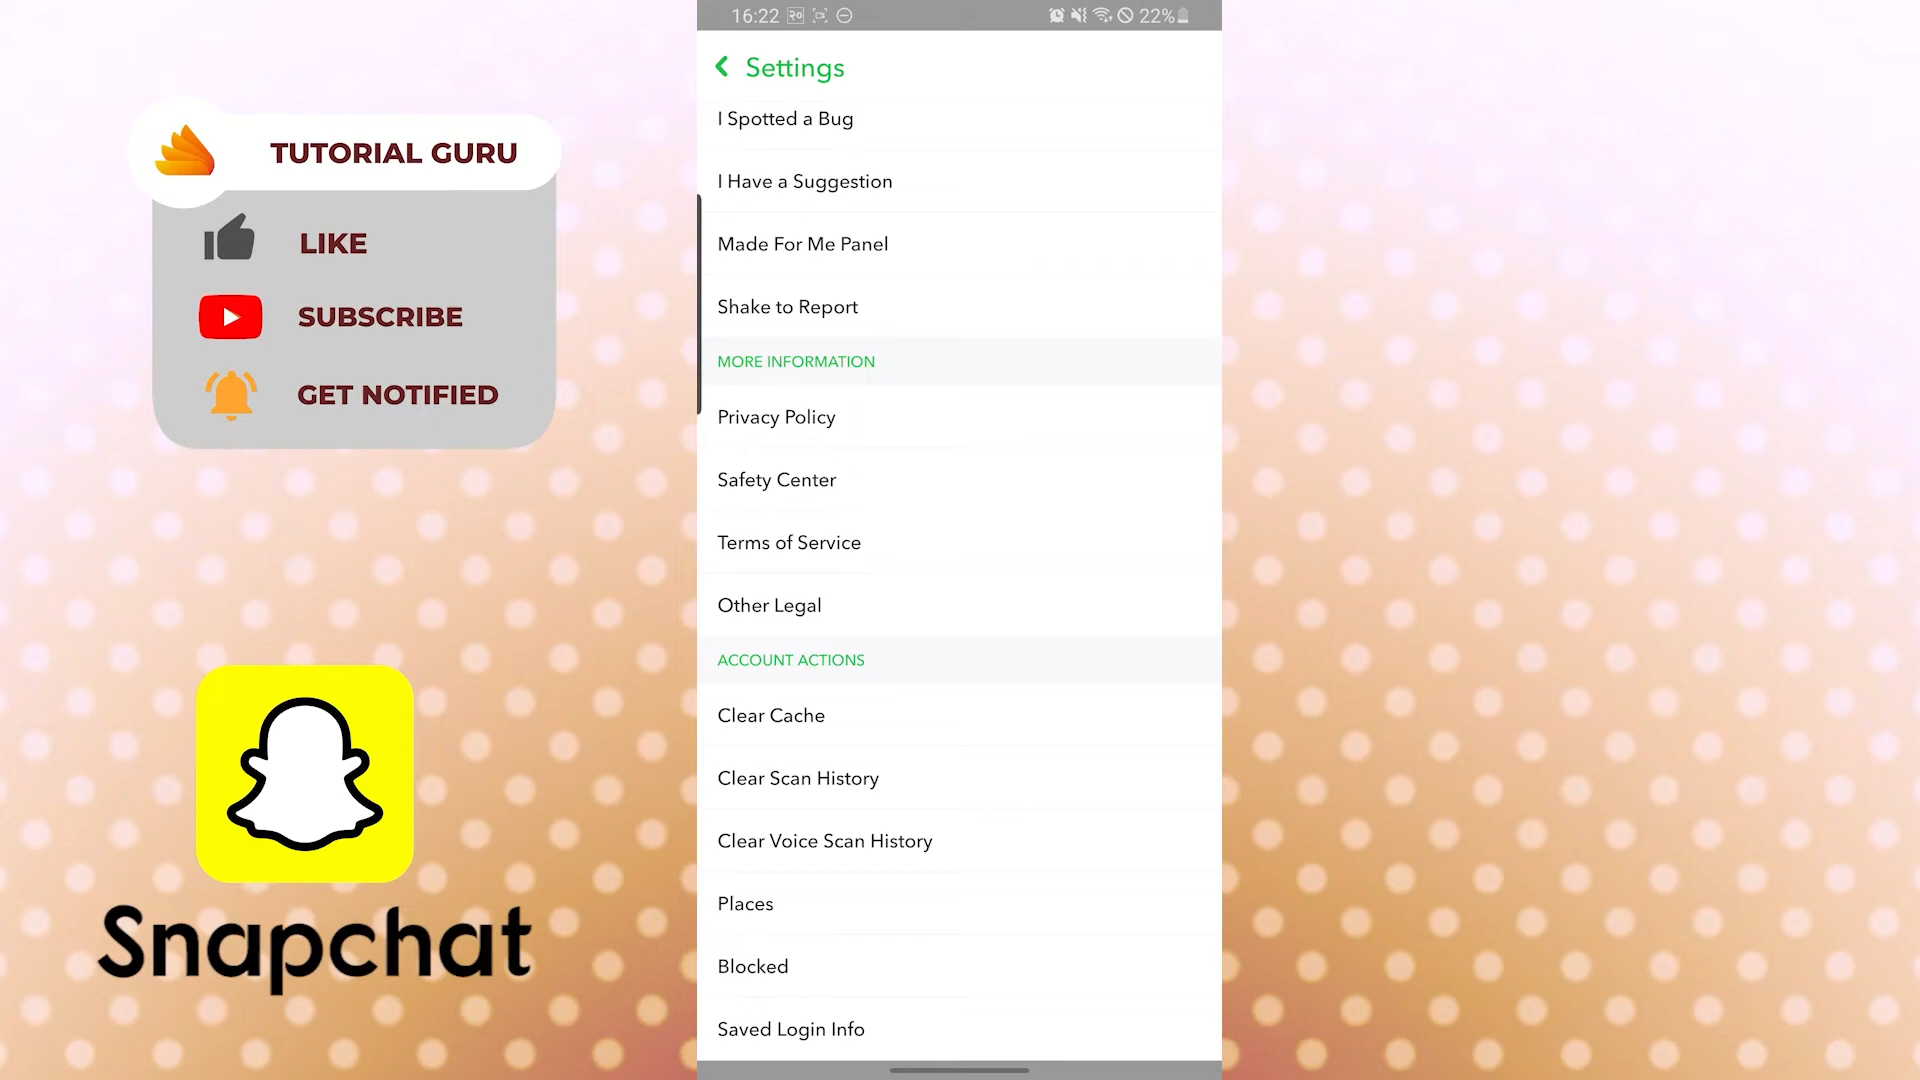 TUTORIAL GURU
LIKE
SUBSCRIBE
GET NOTIFIED
Snapchat
16:22
22%
Settings
I Spotted a Bug
I Have a Suggestion
Made For Me Panel
Shake to Report
MORE INFORMATION
Privacy Policy
Safety Center
Terms of Service
Other Legal
ACCOUNT ACTIONS
Clear Cache
Clear Scan History
Clear Voice Scan History
Places
Blocked
Saved Login Info